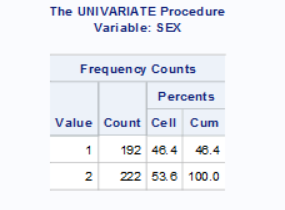 The UNIVARIATE Procedure
Variable: SEX
Frequency Counts
Percents
Value Count Cell Cum
1 192 46.4 46.4
2 222 53.6 100.0